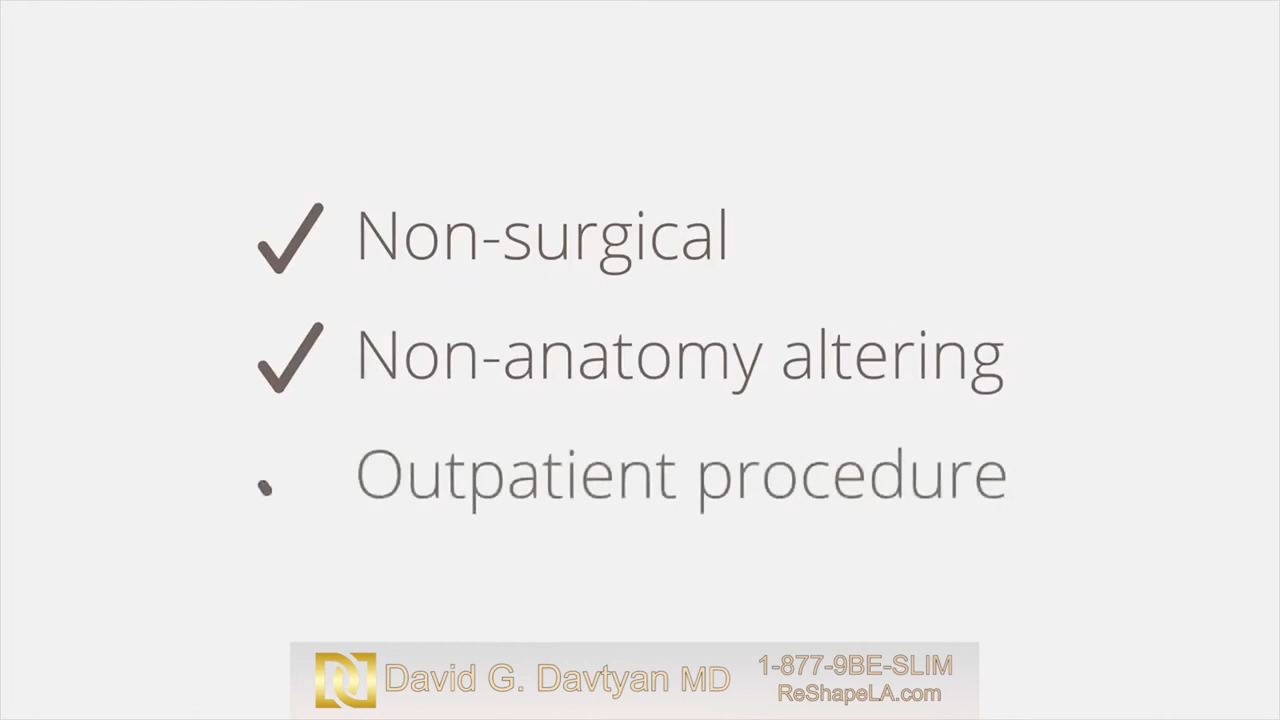 Non-surgical
Non-anatomy altering
Outpatient procedure
David G. Davtyan MD
1-877-9BE-SLIM
ReShapeLA.com